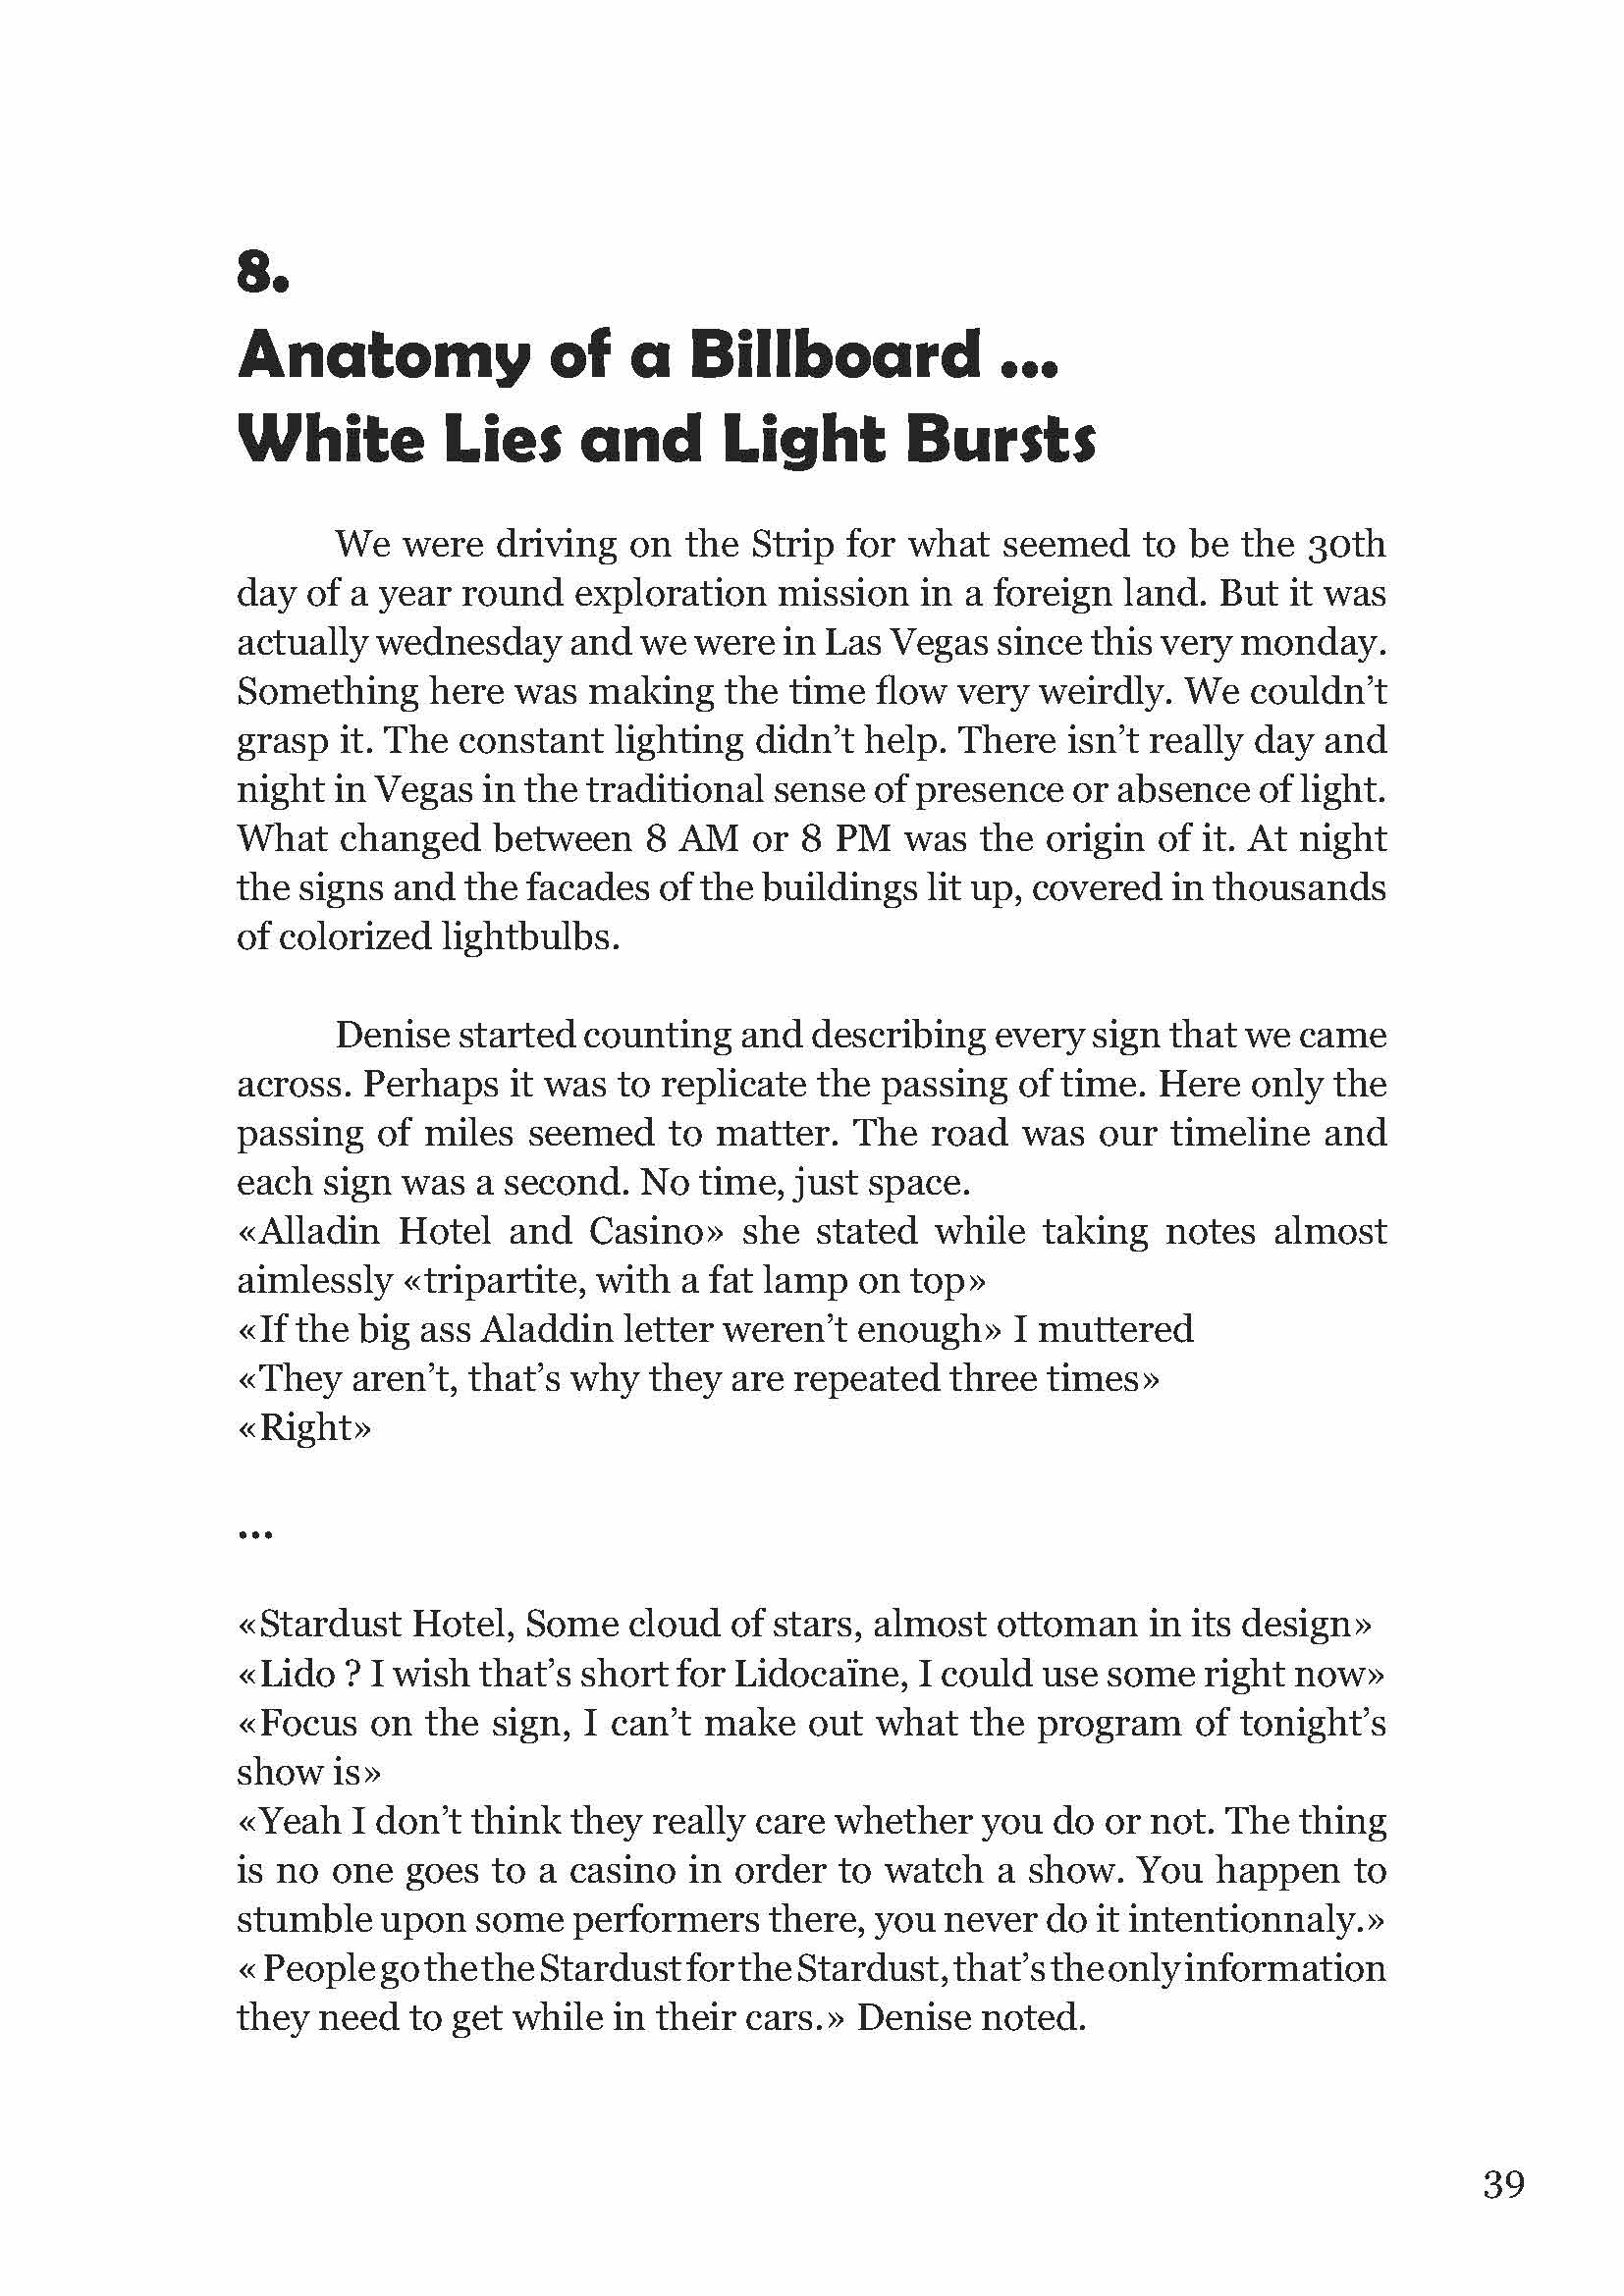 8.
Anatomy of a Billboard ...
White Lies and Light Bursts
We were driving on the Strip for what seemed to be the 30th
day of a year round exploration mission in a foreign land. But it was
actually wednesday and we were in Las Vegas since this very monday.
Something here was making the time flow very weirdly. We couldn’t
grasp it. The constant lighting didn’t help. There isn’t really day and
night in Vegas in the traditional sense of presence or absence of light.
What changed between 8 AM or 8 PM was the origin of it. At night
the signs and the facades of the buildings lit up, covered in thousands
of colorized lightbulbs.
Denise started counting and describing every sign that we came
across. Perhaps it was to replicate the passing of time. Here only the
passing of miles seemed to matter. The road was our timeline and
each sign was a second. No time, just space.
«Alladin Hotel and Casino» she stated while taking notes almost
aimlessly «tripartite, with a fat lamp on top»
«If the big ass Aladdin letter weren’t enough» I muttered
«They aren’t, that’s why they are repeated three times»
«Right»
...
«Stardust Hotel, Some cloud of stars, almost ottoman in its design»
«Lido ? I wish that’s short for Lidocaïne, I could use some right now»
«Focus on the sign, I can’t make out what the program of tonight’s
show is»
«Yeah I don’t think they really care whether you do or not. The thing
is no one goes to a casino in order to watch a show. You happen to
stumble upon some performers there, you never do it intentionnaly.»
« People go the the Stardust for the Stardust, that’s the only information
they need to get while in their cars.» Denise noted.
39